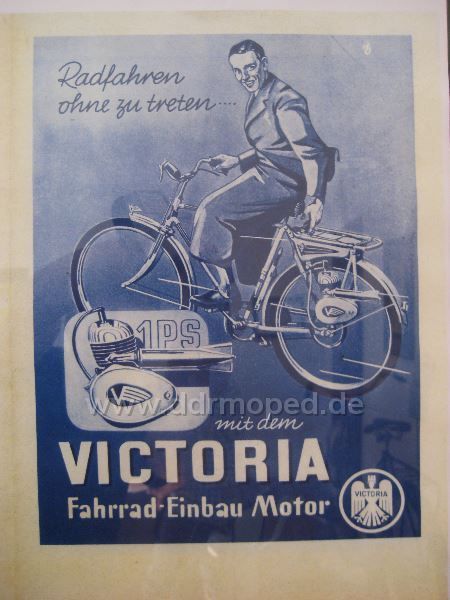 Radfahren
ohne zu treten....
1PS
www.ddrmoped.de
mit dem
VICTORIA
Fahrrad-Einbau Motor
VICTORIA